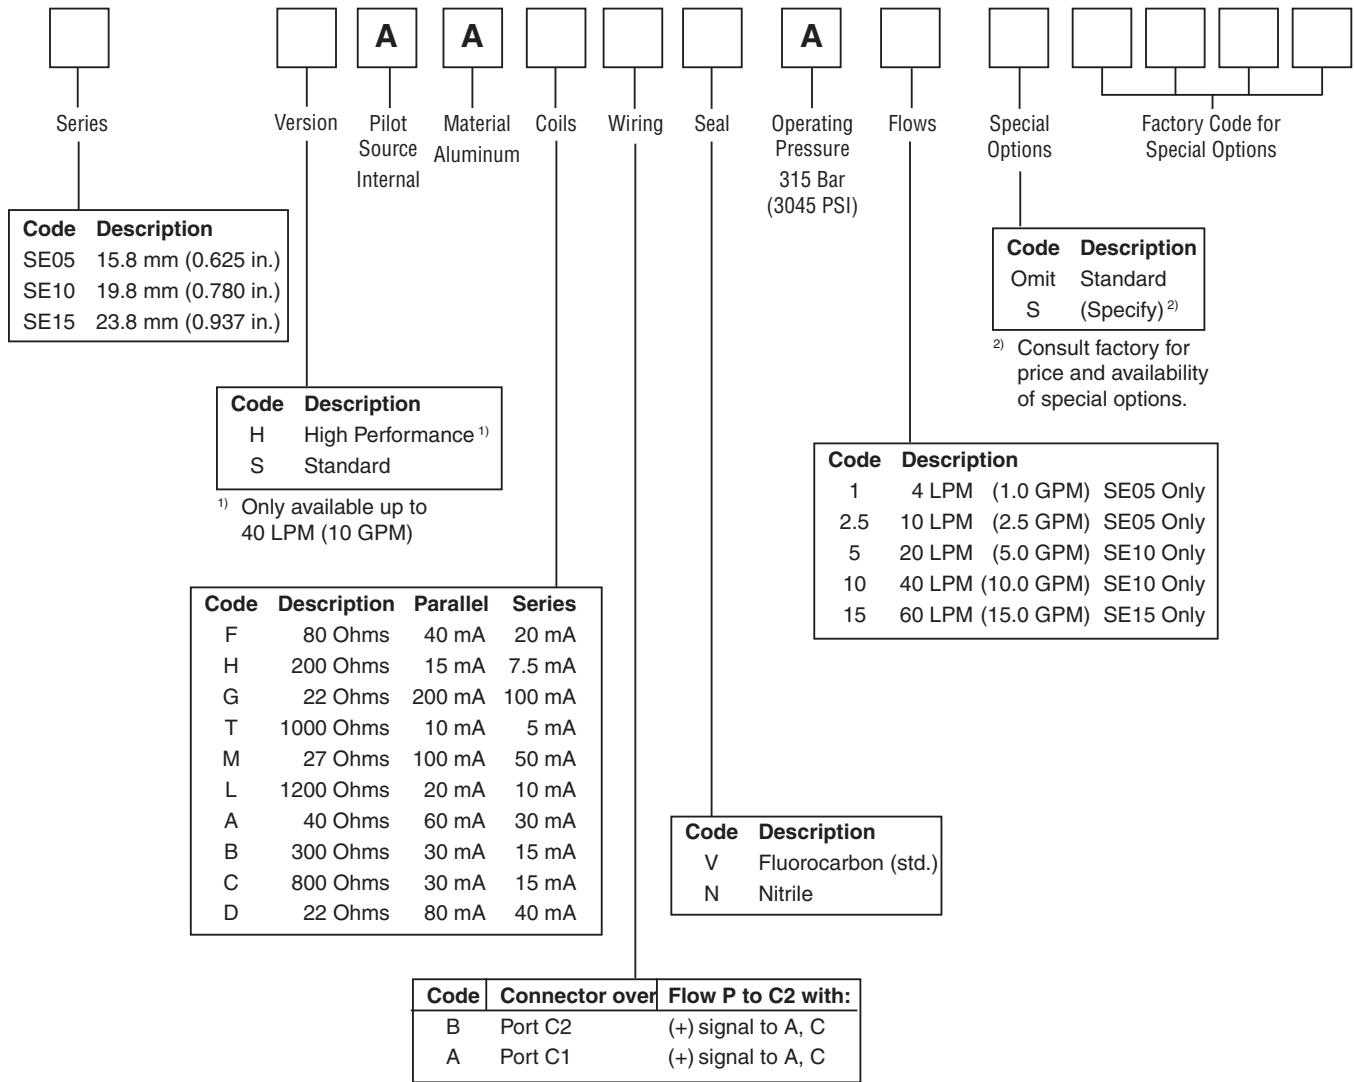 A A A
Series
Version
Pilot
Source
Internal
Material
Aluminum
Coils
Wiring
Seal
Operating
Pressure
315 Bar
(3045 PSI)
Flows
Special
Options
Factory Code for
Special Options
Code Description
SE05 15.8 mm (0.625 in.)
SE10 19.8 mm (0.780 in.)
SE15 23.8 mm (0.937 in.)
Code Description
Omit Standard
S (Specify) 2)
2) Consult factory for
price and availability
of special options.
Code Description
H High Performance 1)
S Standard
1) Only available up to
40 LPM (10 GPM)
Code Description
1 4 LPM (1.0 GPM) SE05 Only
2.5 10 LPM (2.5 GPM) SE05 Only
5 20 LPM (5.0 GPM) SE10 Only
10 40 LPM (10.0 GPM) SE10 Only
15 60 LPM (15.0 GPM) SE15 Only
Code Description Parallel Series
F 80 Ohms 40 mA 20 mA
H 200 Ohms 15 mA 7.5 mA
G 22 Ohms 200 mA 100 mA
T 1000 Ohms 10 mA 5 mA
M 27 Ohms 100 mA 50 mA
L 1200 Ohms 20 mA 10 mA
A 40 Ohms 60 mA 30 mA
B 300 Ohms 30 mA 15 mA
C 800 Ohms 30 mA 15 mA
D 22 Ohms 80 mA 40 mA
Code Description
V Fluorocarbon (std.)
N Nitrile
Code Connector over Flow P to C2 with:
B Port C2 (+) signal to A, C
A Port C1 (+) signal to A, C